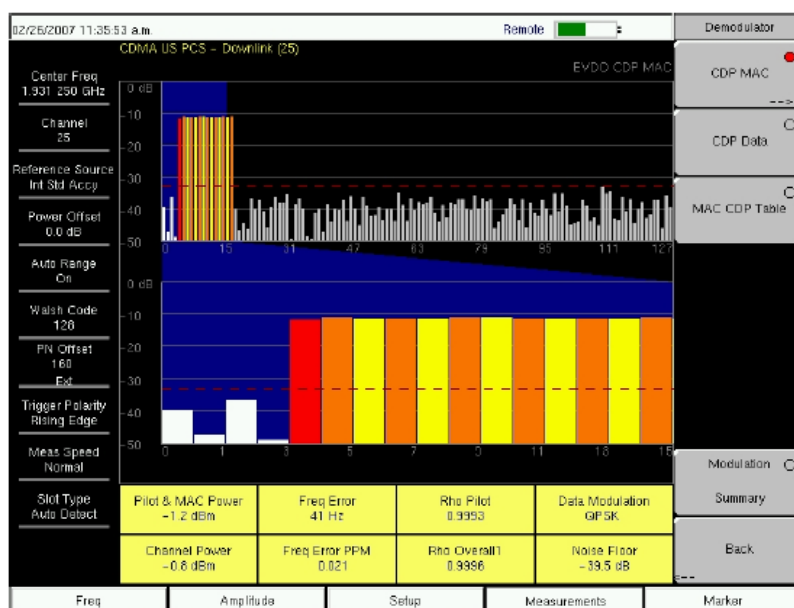 02/26/2007 11:35:53 a.m.
Remote
CDMA US PCS - Downlink (25)
EVDO CDP MAC
Center Freq
1.931 250 GHz
Channel
25
Reference Source
Int Std Accy
Power Offset
0.0 dB
Auto Range
On
Walsh Code
128
PN Offset
160
Ext
Trigger Polarity
Rising Edge
Meas Speed
Normal
Slot Type
Auto Detect
0 dB
-10
-20
-30
-40
-50
0 15 31 47 63 79 95 111 127
0 dB
-10
-20
-30
-40
-50
0 1 3 5 7 9 11 13 15
Pilot & MAC Power
-1.2 dBm
Freq Error
41 Hz
Rho Pilot
0.9993
Data Modulation
QPSK
Channel Power
-0.8 dBm
Freq Error PPM
0.021
Rho Overall1
0.9996
Noise Floor
-39.5 dB
Demodulator
CDP MAC
-->
CDP Data
MAC CDP Table
Modulation
Summary
Back
<--
Freq
Amplitude
Setup
Measurements
Marker